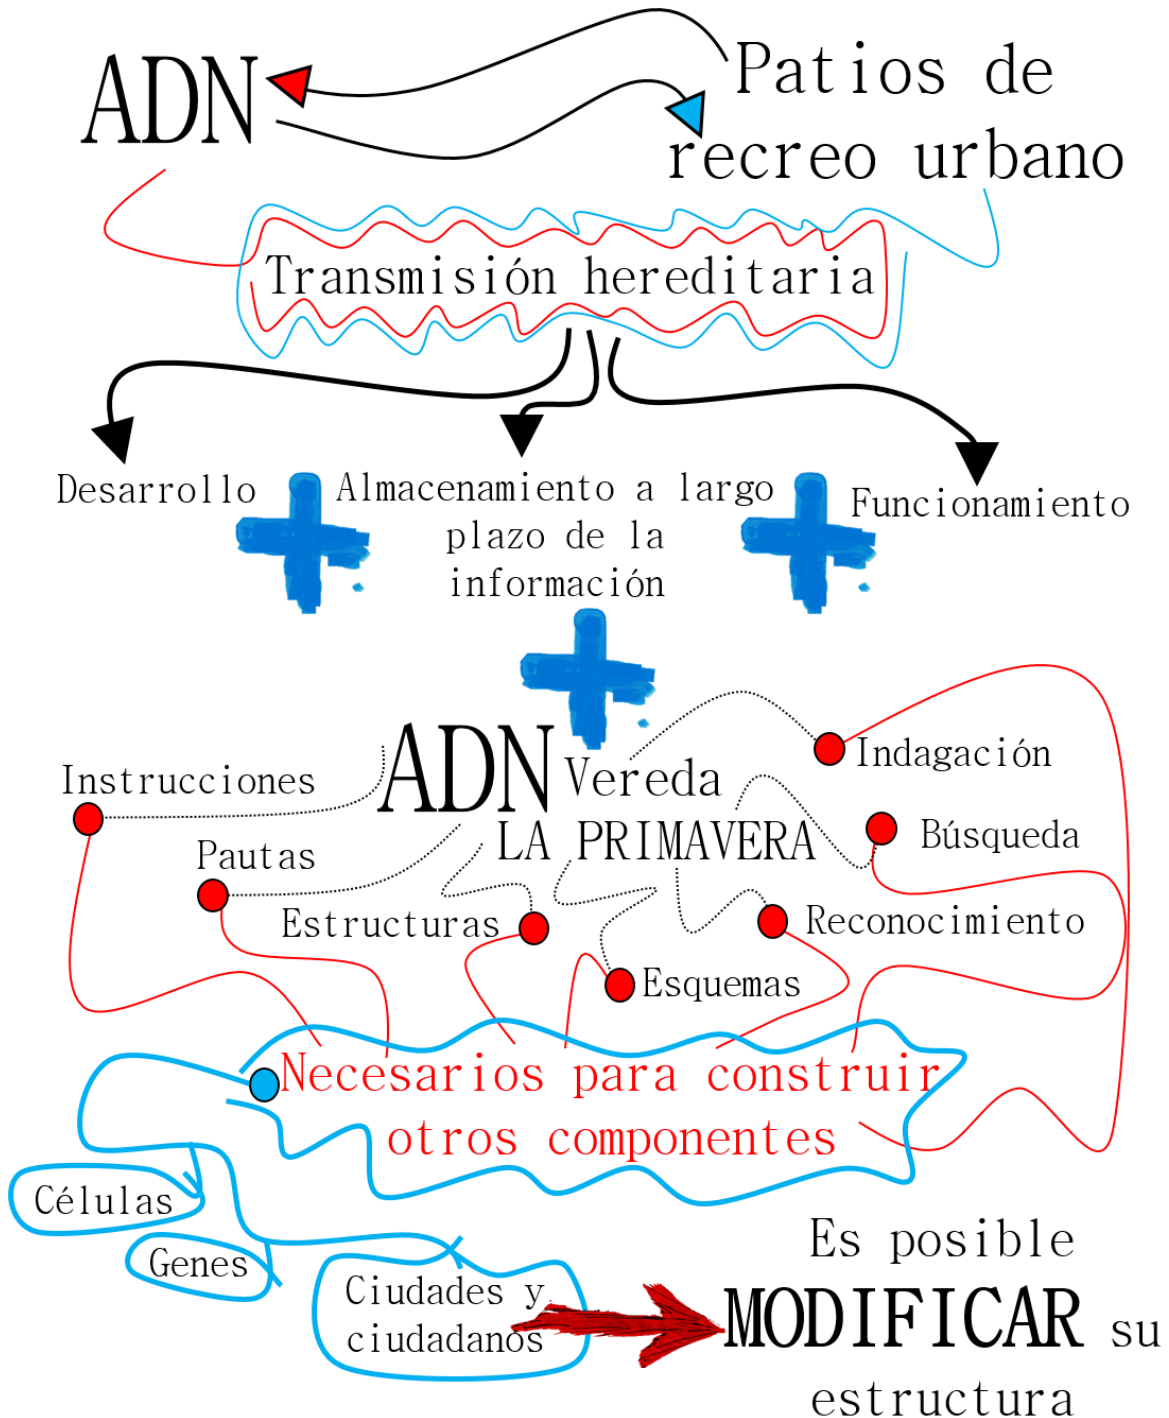 ADN
Patios de
recreo urbano
Transmisión hereditaria
Desarrollo
Almacenamiento a largo
plazo de la
información
Funcionamiento
ADN Vereda
LA PRIMAVERA
Instrucciones
Pautas
Estructuras
Esquemas
Indagación
Búsqueda
Reconocimiento
Necesarios para construir
otros componentes
Células
Genes
Ciudades y
ciudadanos
Es posible
MODIFICAR su
estructura